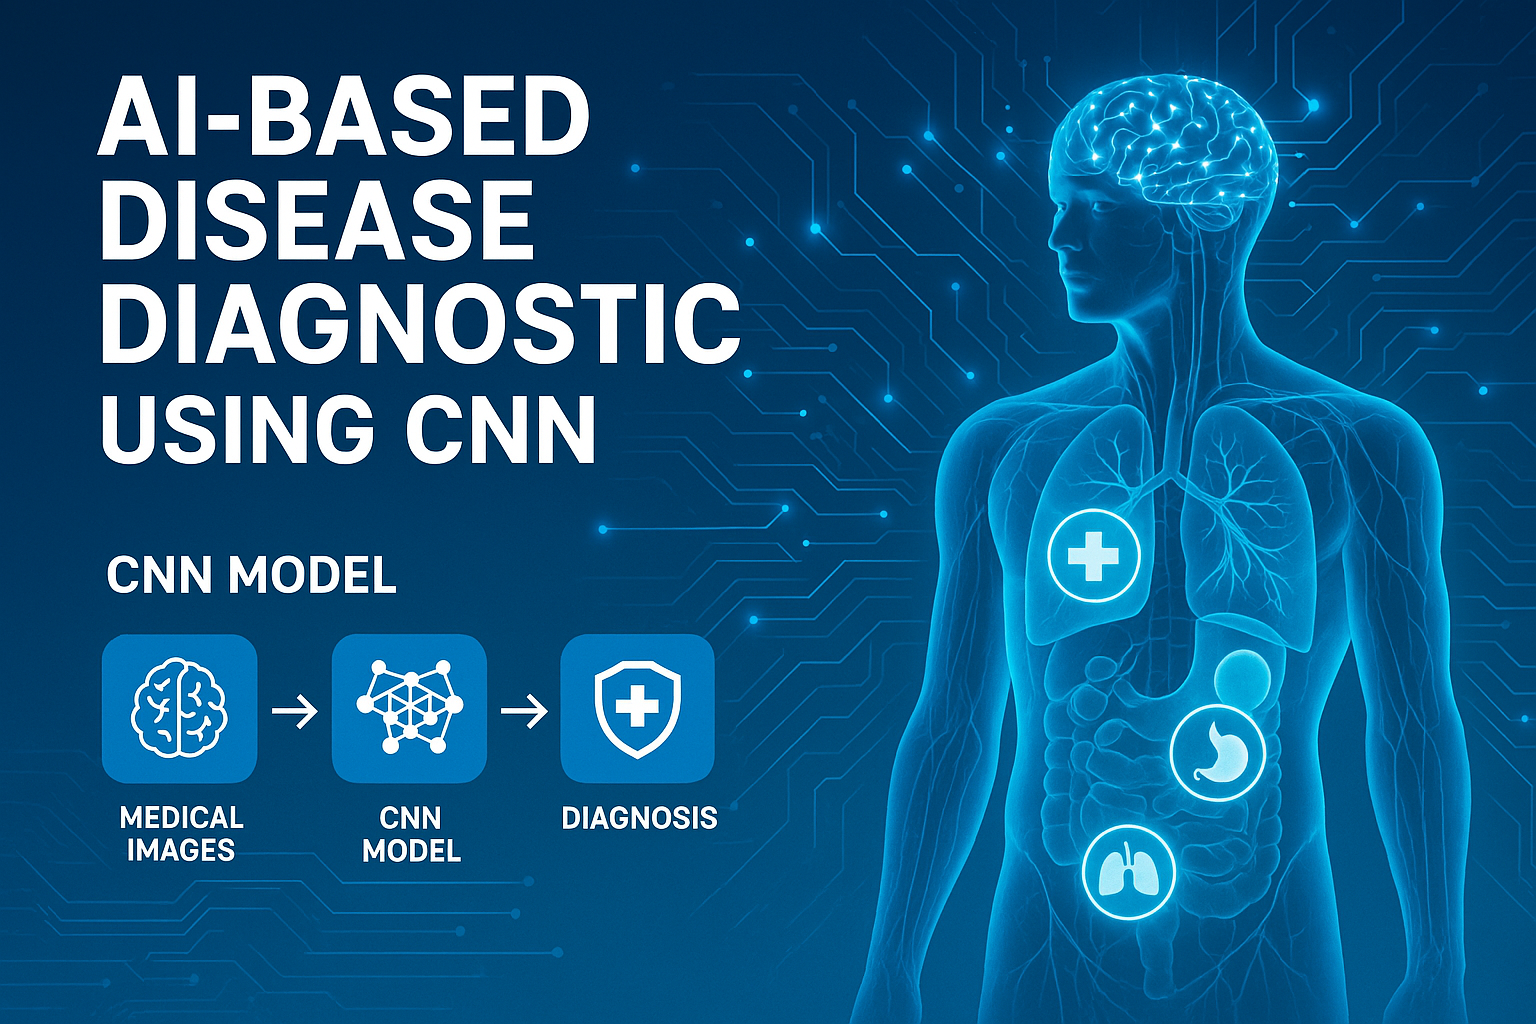 AI-BASED
DISEASE
DIAGNOSTIC
USING CNN
CNN MODEL
MEDICAL
IMAGES
CNN
MODEL
DIAGNOSIS